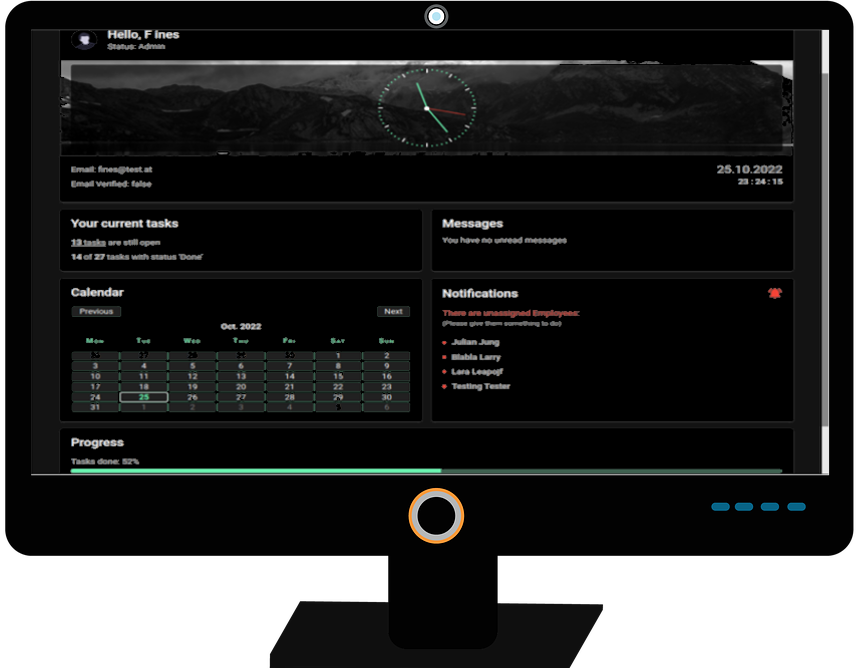 Hello, F ines
Status: Admin
Email: fines@test.at
Email Verified: false
25.10.2022
23 : 24 : 15
Your current tasks
13 tasks are still open
14 of 27 tasks with status 'Done'
Messages
You have no unread messages
Calendar
Previous
Next
Oct. 2022
Mon Tue Wed Thu Fri Sat Sun
26 27 28 29 30 1 2
3 4 5 6 7 8 9
10 11 12 13 14 15 16
17 18 19 20 21 22 23
24 25 26 27 28 29 30
31 1 2 3 4 5 6
Notifications
There are unassigned Employees:
(Please give them something to do)
Julian Jung
Blabla Larry
Lara Leapojf
Testing Tester
Progress
Tasks done: 52%